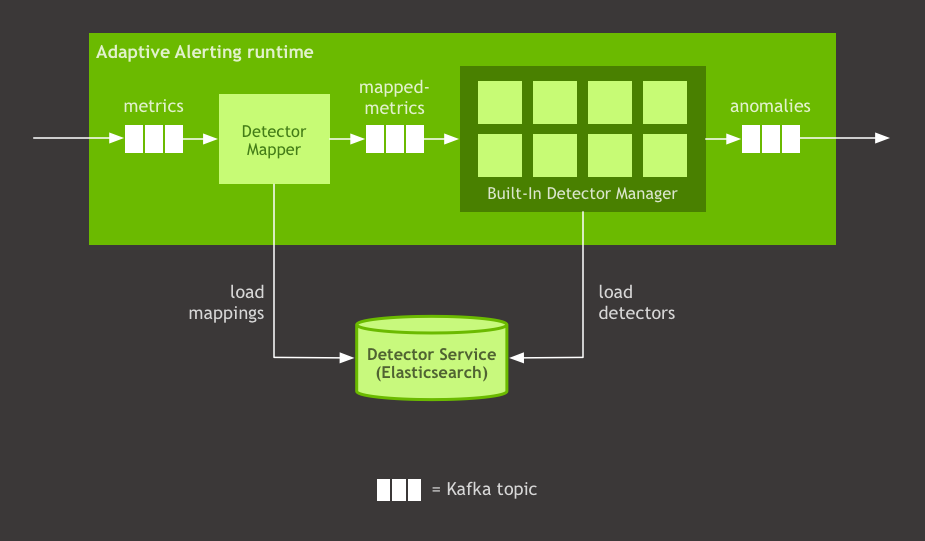 Adaptive Alerting runtime
metrics
Detector
Mapper
mapped-
metrics
Built-In Detector Manager
anomalies
load
mappings
load
detectors
Detector Service
(Elasticsearch)
= Kafka topic